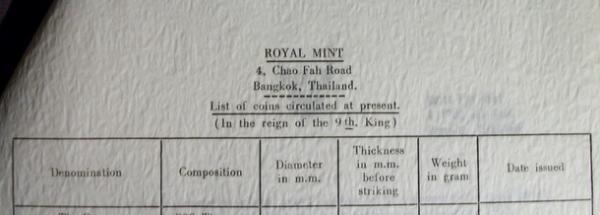 ROYAL MINT
4, Chao Fah Road
Bangkok, Thailand.
List of coins circulated at present.
(In the reign of the 9th. King)
Denomination
Composition
Diameter
in m.m.
Thickness
in m.m.
before
striking
Weight
in gram
Date issued